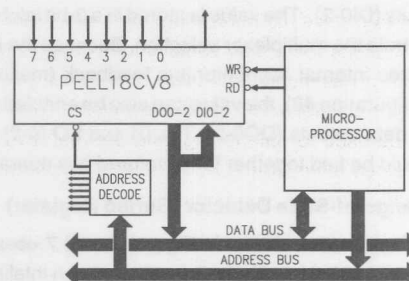 7 6 5 4 3 2 1 0
PEEL18CV8
CS
DO0-2
DI0-2
WR
RD
MICRO-
PROCESSOR
ADDRESS
DECODE
DATA BUS
ADDRESS BUS